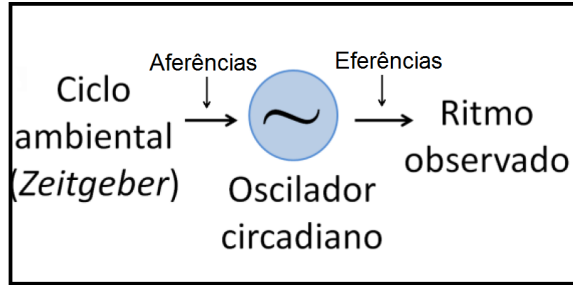 Aferências
Eferências
Ciclo
ambiental
(Zeitgeber)
~
Oscilador
circadiano
Ritmo
observado